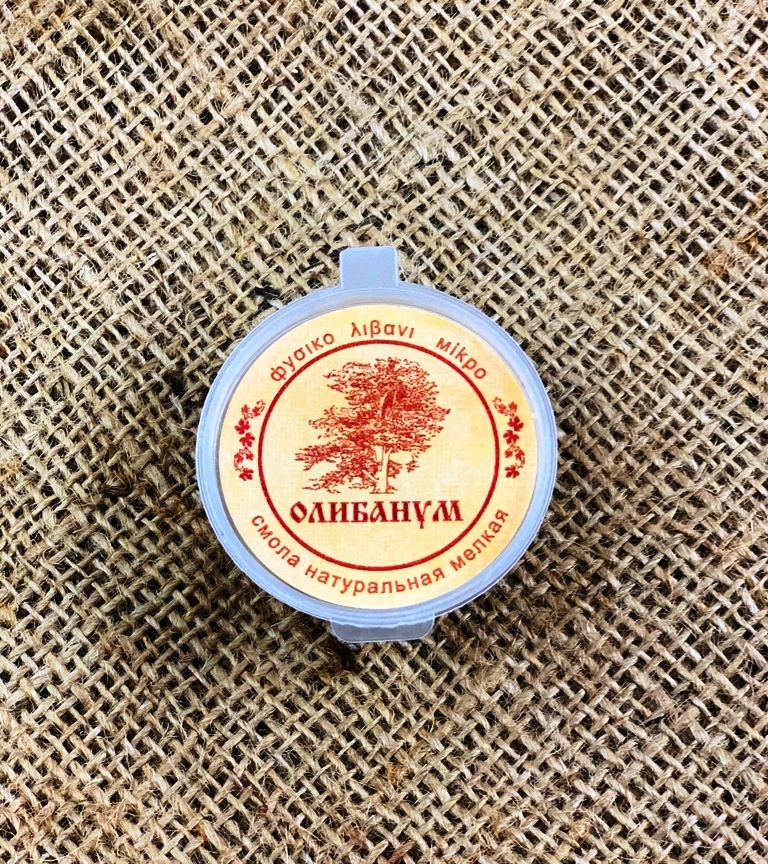 φυσικο λιβανι μικρο
ОЛИБАНУМ
смола натуральная мелкая